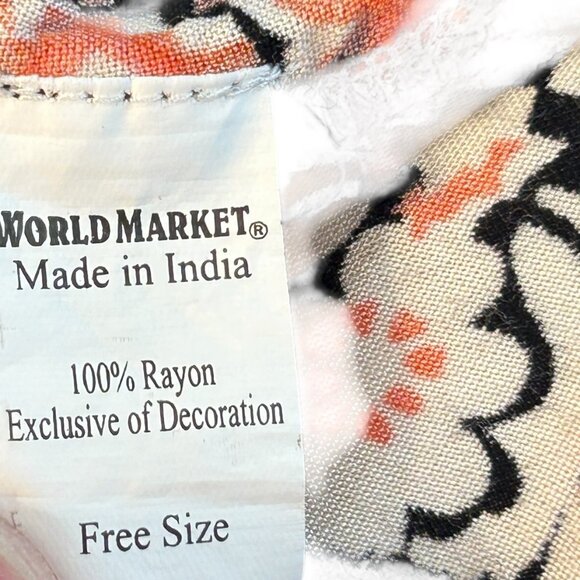 WORLD MARKET®
Made in India
100% Rayon
Exclusive of Decoration
Free Size